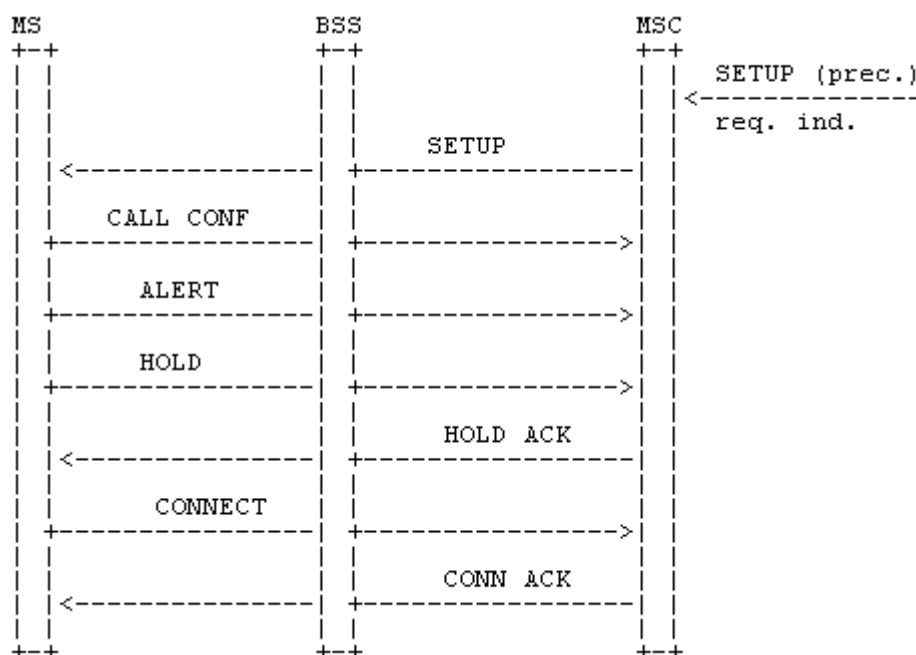 MS BSS MSC
SETUP (prec.)
req. ind.
SETUP
CALL CONF
ALERT
HOLD
HOLD ACK
CONNECT
CONN ACK